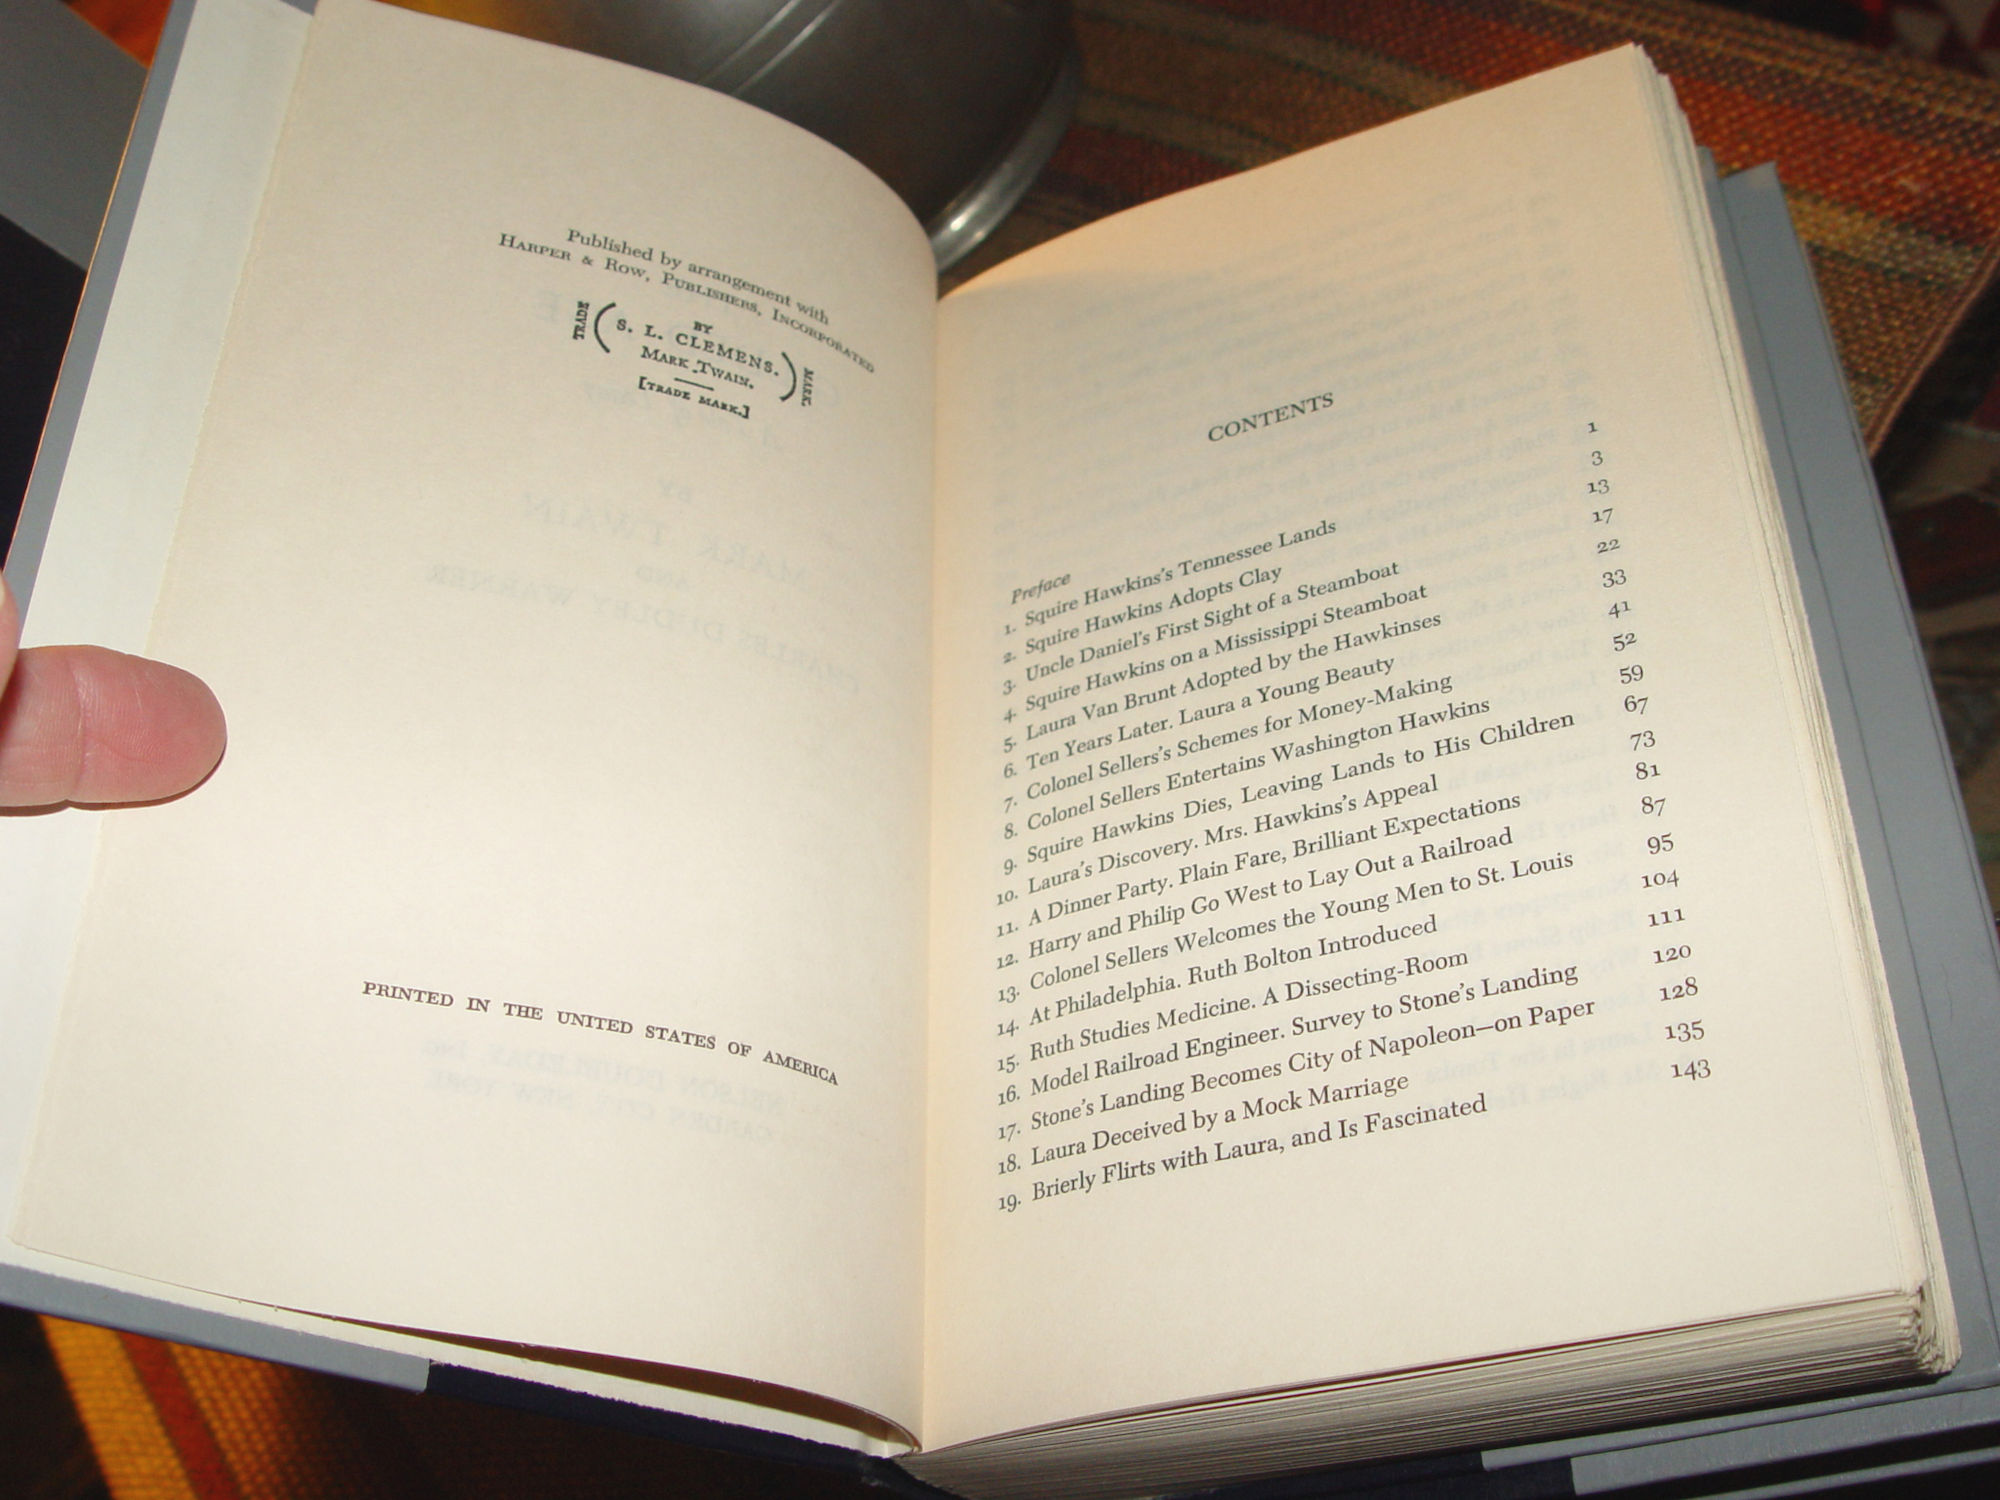 Published by arrangement with
HARPER & ROW, PUBLISHERS, INCORPORATED
TRADE
BY
S. L. CLEMENS.
MARK TWAIN.
[TRADE MARK.]
MARK.
PRINTED IN THE UNITED STATES OF AMERICA
CONTENTS
Preface 1
1. Squire Hawkins's Tennessee Lands 3
2. Squire Hawkins Adopts Clay 13
3. Uncle Daniel's First Sight of a Steamboat 17
4. Squire Hawkins on a Mississippi Steamboat 22
5. Laura Van Brunt Adopted by the Hawkinses 33
6. Ten Years Later. Laura a Young Beauty 41
7. Colonel Sellers's Schemes for Money-Making 52
8. Colonel Sellers Entertains Washington Hawkins 59
9. Squire Hawkins Dies, Leaving Lands to His Children 67
10. Laura's Discovery. Mrs. Hawkins's Appeal 73
11. A Dinner Party. Plain Fare, Brilliant Expectations 81
12. Harry and Philip Go West to Lay Out a Railroad 87
13. Colonel Sellers Welcomes the Young Men to St. Louis 95
14. At Philadelphia. Ruth Bolton Introduced 104
15. Ruth Studies Medicine. A Dissecting-Room 111
16. Model Railroad Engineer. Survey to Stone's Landing 120
17. Stone's Landing Becomes City of Napoleon—on Paper 128
18. Laura Deceived by a Mock Marriage 135
19. Brierly Flirts with Laura, and Is Fascinated 143